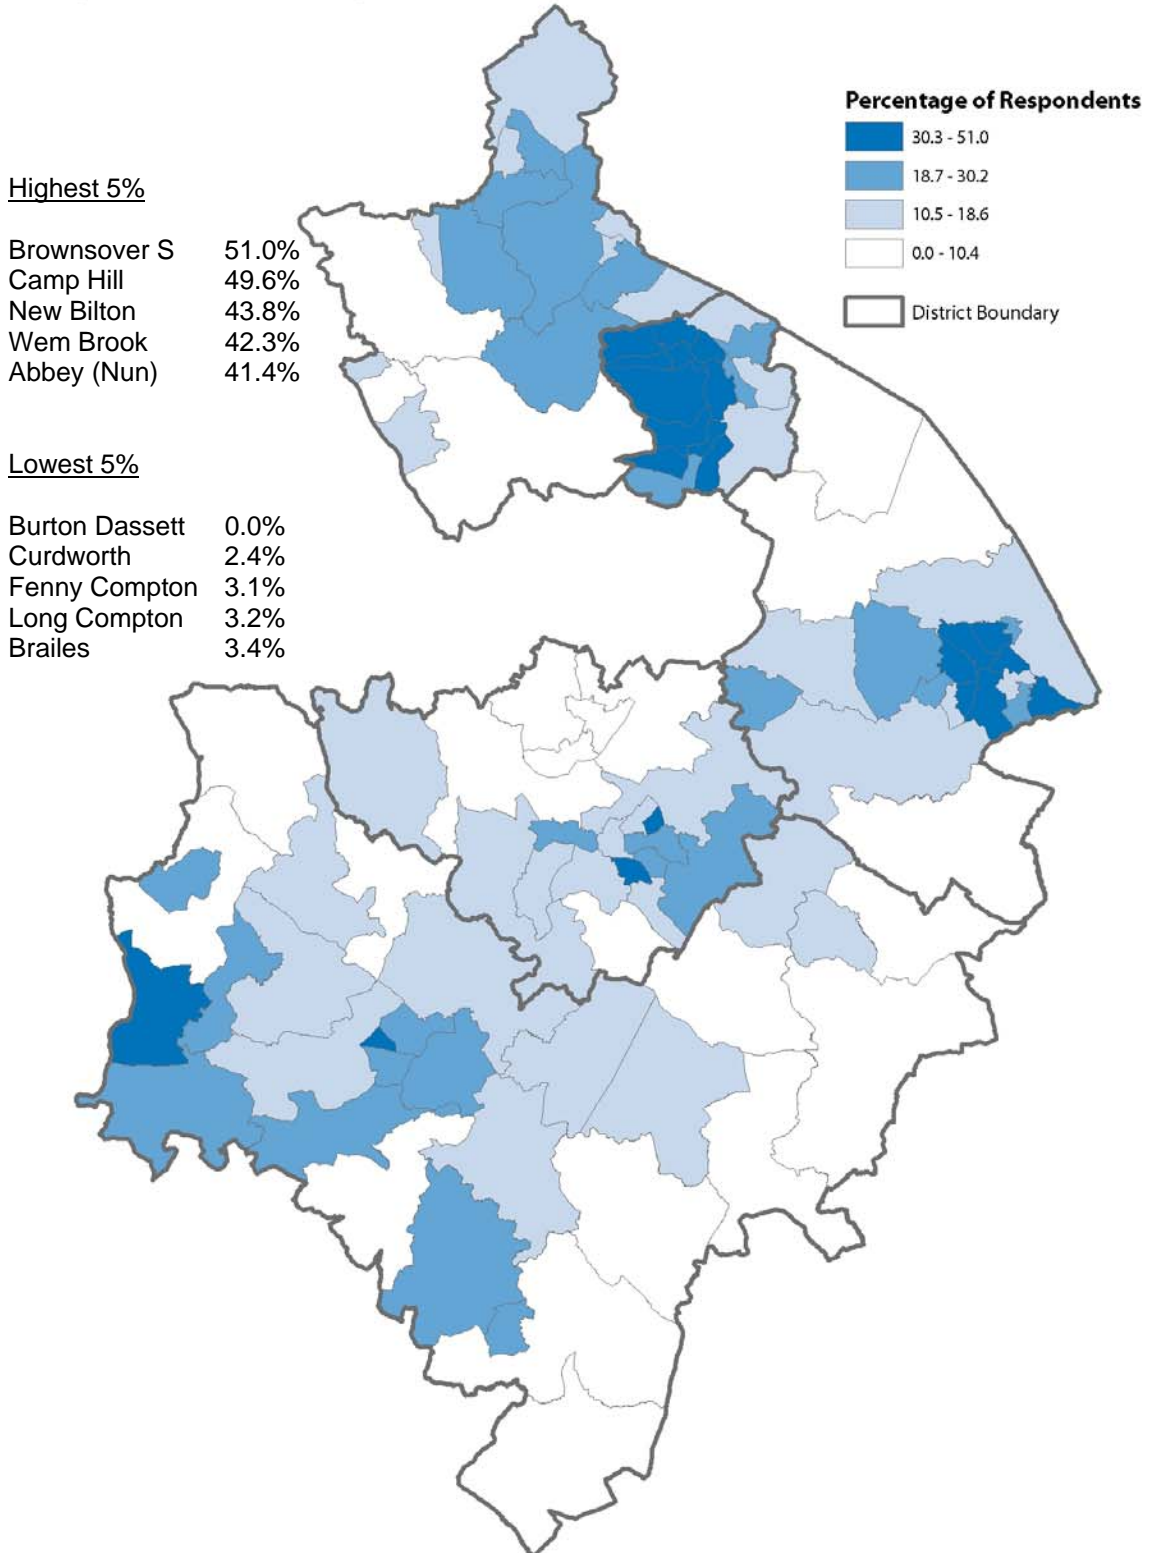 Percentage of Respondents
30.3 - 51.0
18.7 - 30.2
10.5 - 18.6
0.0 - 10.4
District Boundary
Highest 5%
Brownsover S 51.0%
Camp Hill 49.6%
New Bilton 43.8%
Wem Brook 42.3%
Abbey (Nun) 41.4%
Lowest 5%
Burton Dassett 0.0%
Curdworth 2.4%
Fenny Compton 3.1%
Long Compton 3.2%
Brailes 3.4%